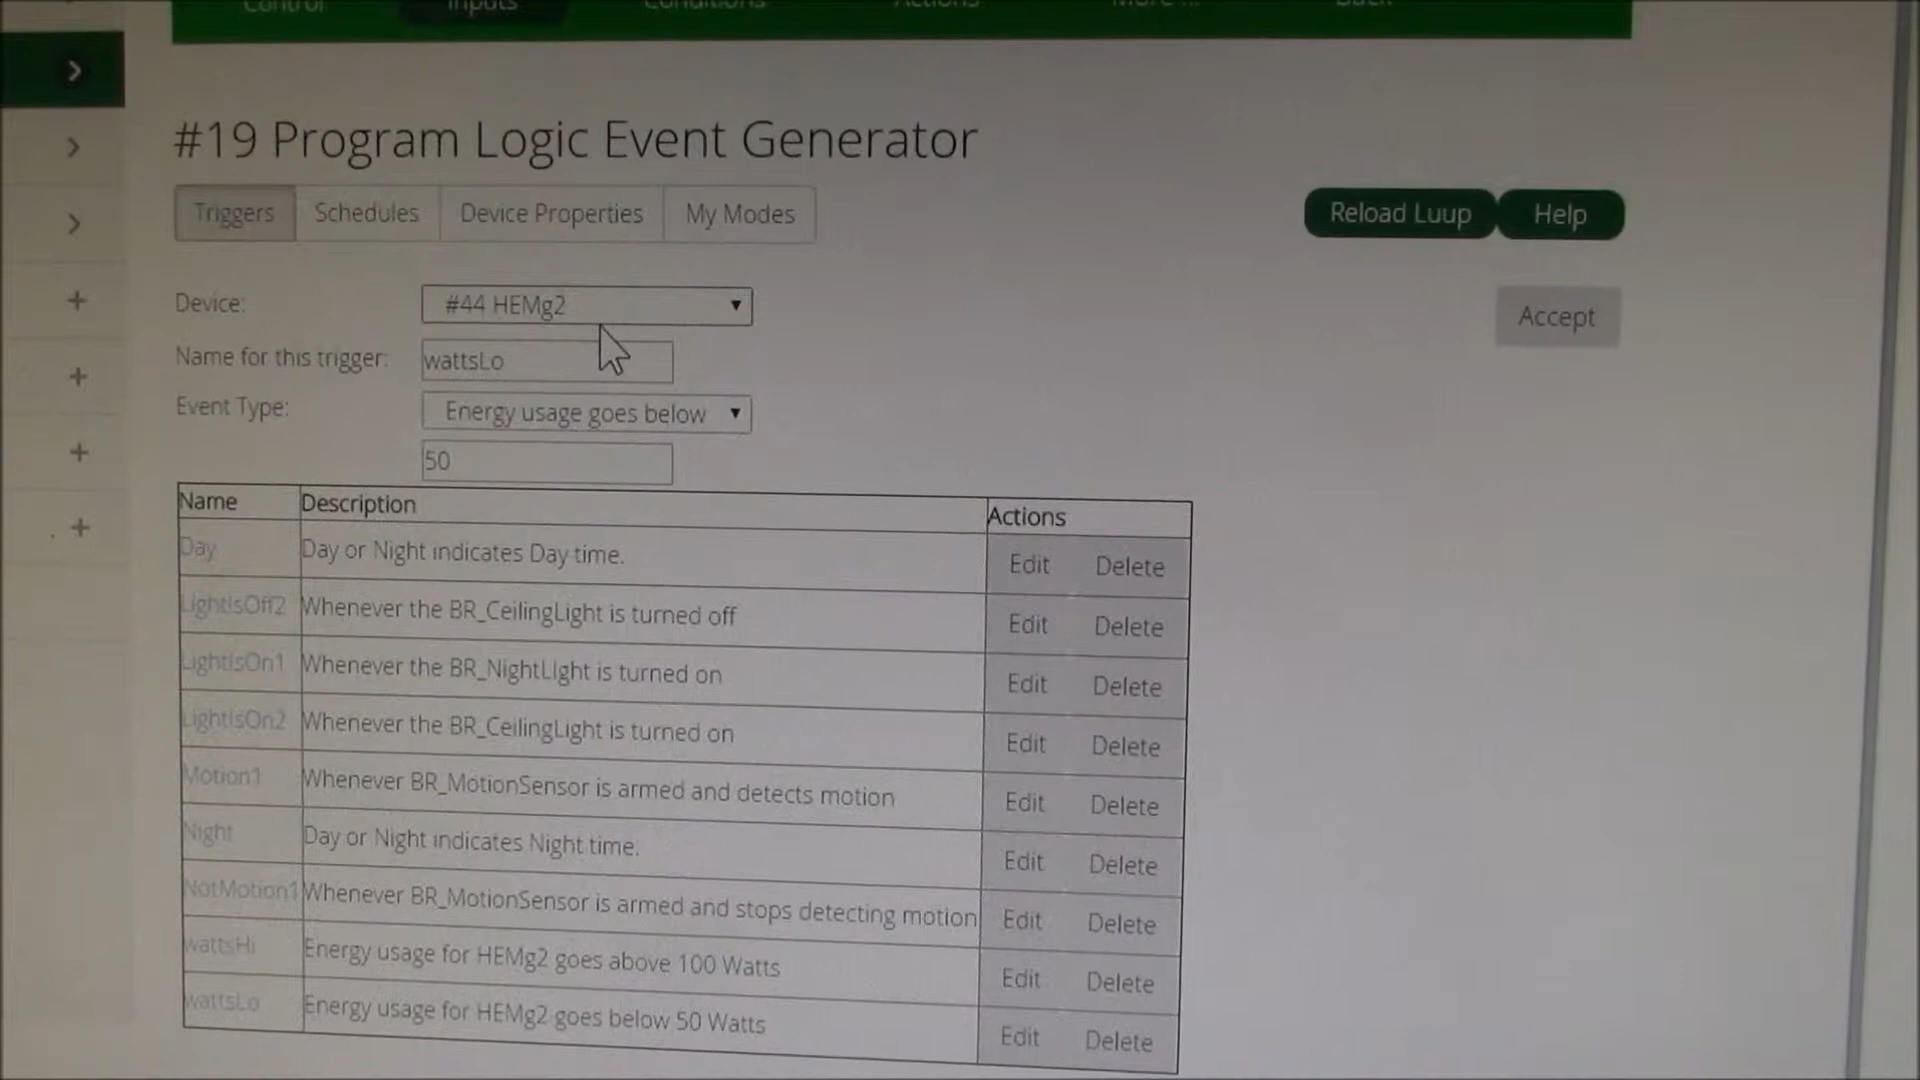 Control Inputs Conditions Actions More ... Back
#19 Program Logic Event Generator
Triggers Schedules Device Properties My Modes Reload Luup Help
Device: #44 HEMg2 Accept
Name for this trigger: wattsLo
Event Type: Energy usage goes below
50
Name Description Actions
Day Day or Night indicates Day time. Edit Delete
LightIsOff2 Whenever the BR_CeilingLight is turned off Edit Delete
LightIsOn1 Whenever the BR_NightLight is turned on Edit Delete
LightIsOn2 Whenever the BR_CeilingLight is turned on Edit Delete
Motion1 Whenever BR_MotionSensor is armed and detects motion Edit Delete
Night Day or Night indicates Night time. Edit Delete
NotMotion1 Whenever BR_MotionSensor is armed and stops detecting motion Edit Delete
wattsHi Energy usage for HEMg2 goes above 100 Watts Edit Delete
wattsLo Energy usage for HEMg2 goes below 50 Watts Edit Delete